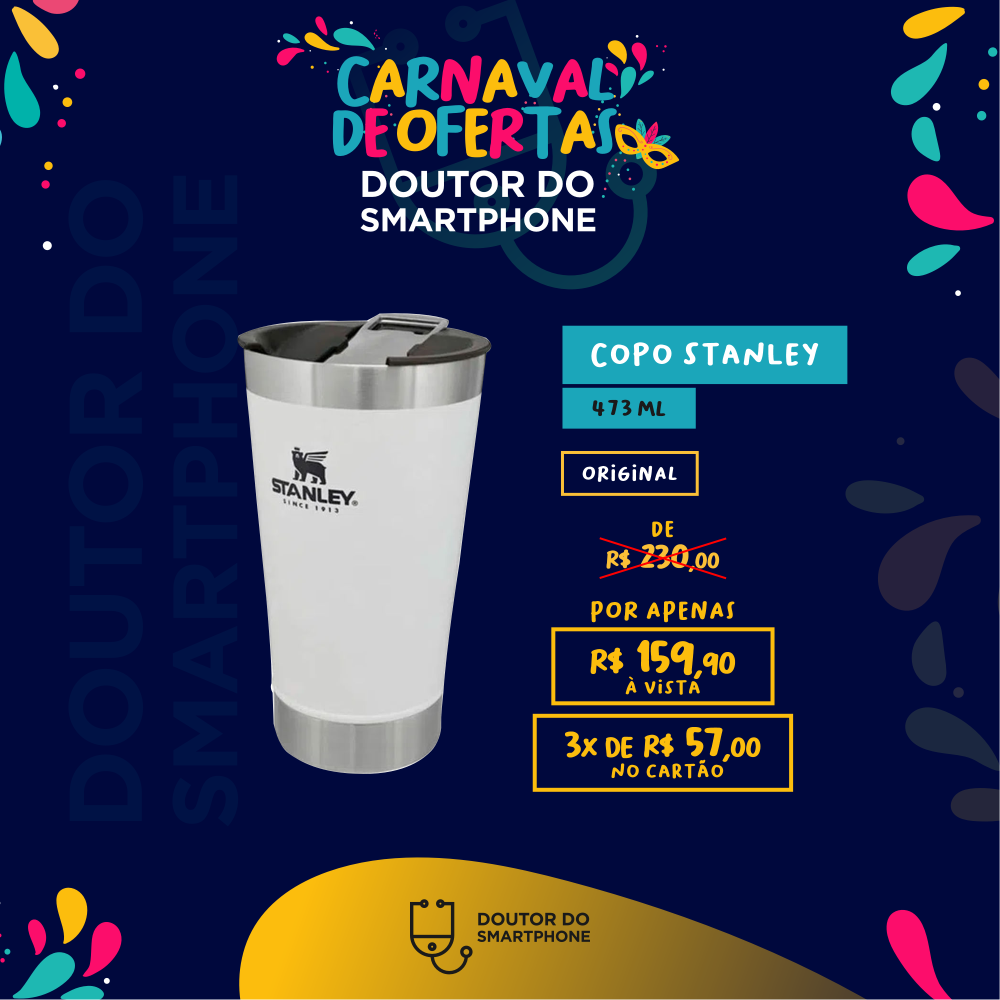 CARNAVAL
DE OFERTAS
DOUTOR DO
SMARTPHONE
DOUTOR DO
SMARTPHONE
STANLEY®
SINCE 1913
COPO STANLEY
473 ML
ORIGINAL
DE
R$ 230,00
POR APENAS
R$ 159,90
À VISTA
3X DE R$ 57,00
NO CARTÃO
DOUTOR DO
SMARTPHONE